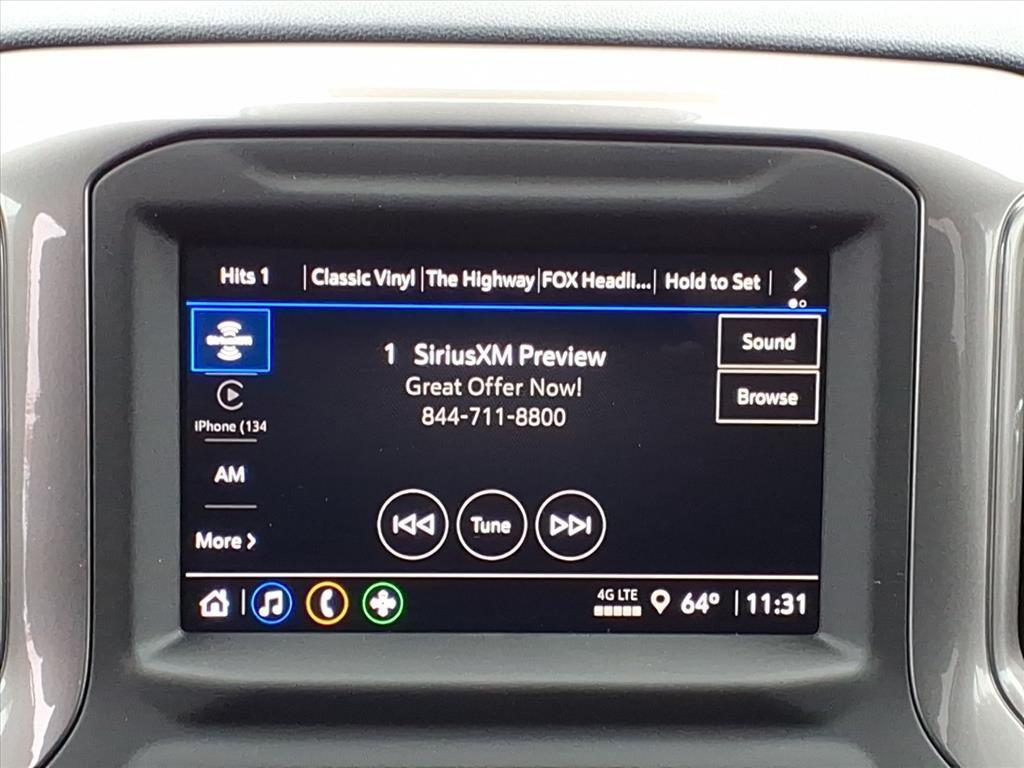 Hits 1
Classic Vinyl
The Highway
FOX Headli...
Hold to Set
SiriusXM
Sound
1 SiriusXM Preview
Great Offer Now!
844-711-8800
Browse
iPhone (134
AM
Tune
More
4G LTE
64°
11:31